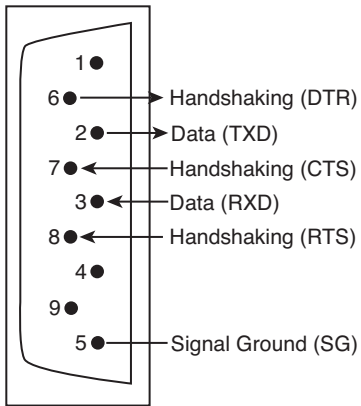 1
6 Handshaking (DTR)
2 Data (TXD)
7 Handshaking (CTS)
3 Data (RXD)
8 Handshaking (RTS)
4
9
5 Signal Ground (SG)